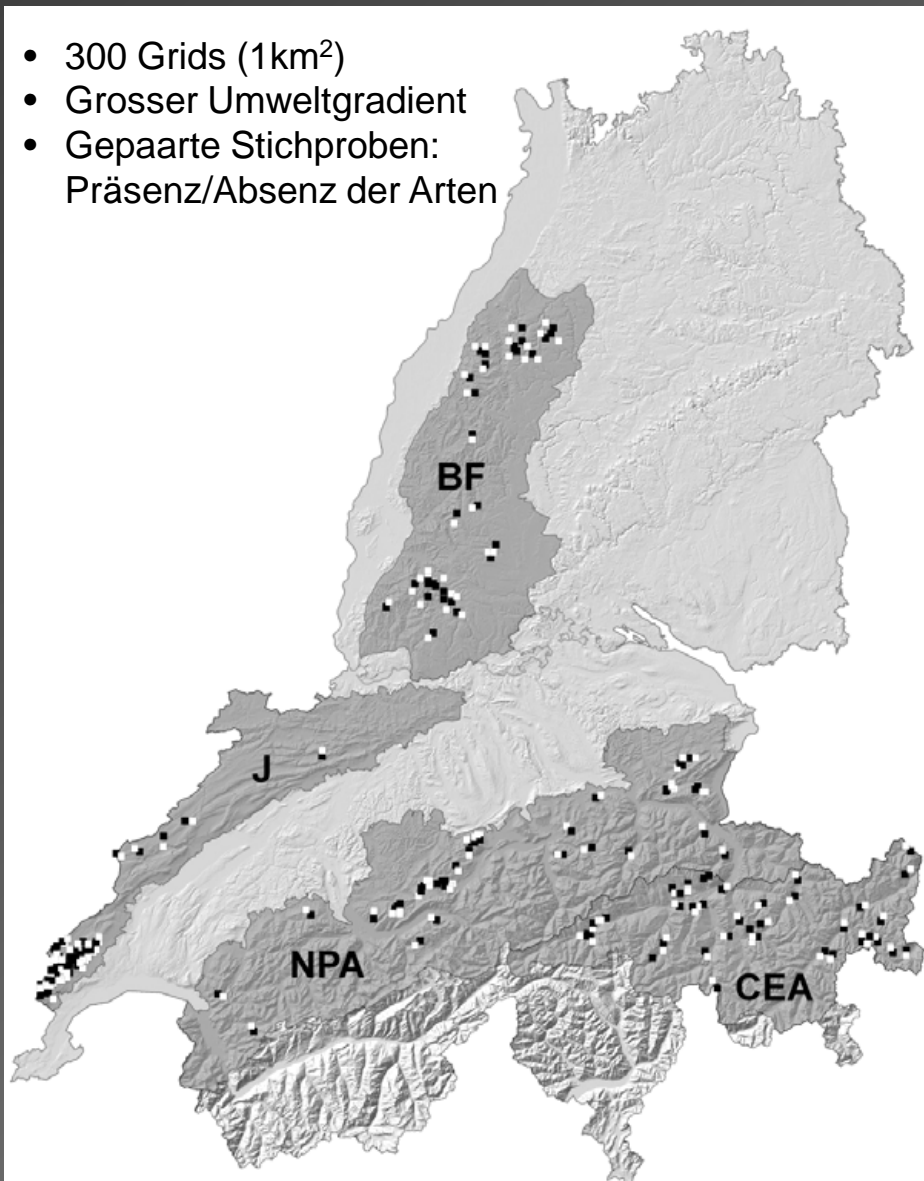 • 300 Grids (1km²)
• Grosser Umweltgradient
• Gepaarte Stichproben:
Präsenz/Absenz der Arten
BF
J
NPA
CEA